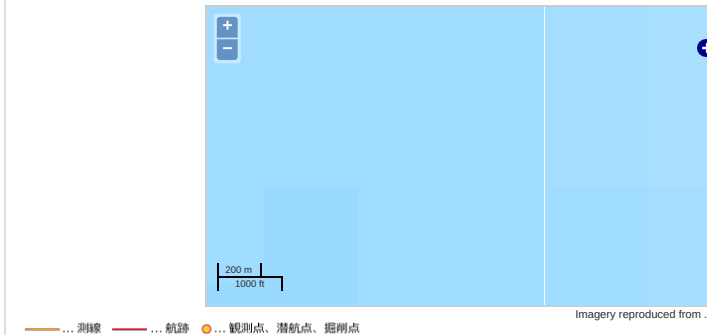 +
−
200 m
1000 ft
Imagery reproduced from .
... 測線 ... 航跡 ... 観測点、潜航点、掘削点